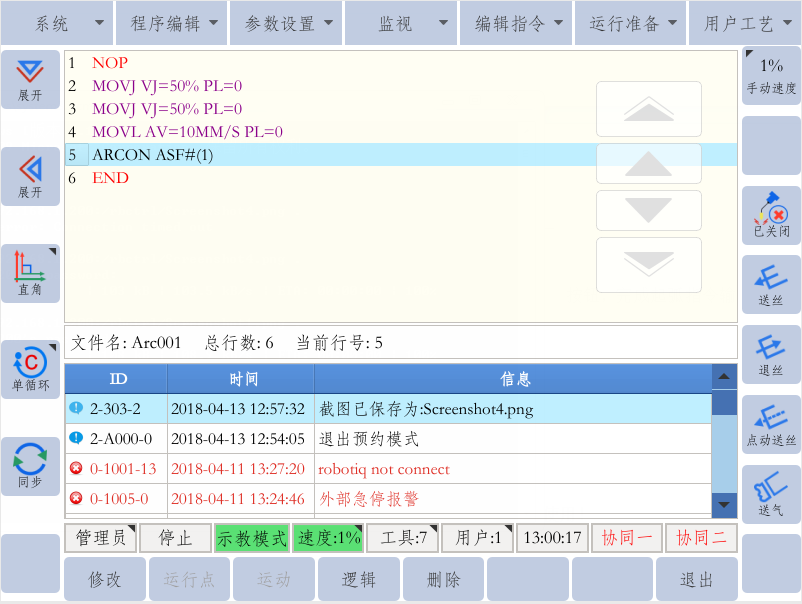 系统 程序编辑 参数设置 监视 编辑指令 运行准备 用户工艺
展开
展开
直角
C
单循环
同步
1 NOP
2 MOVJ VJ=50% PL=0
3 MOVJ VJ=50% PL=0
4 MOVL AV=10MM/S PL=0
5 ARCON ASF#(1)
6 END
文件名: Arc001 总行数: 6 当前行号: 5
ID 时间 信息
2-303-2 2018-04-13 12:57:32 截图已保存为:Screenshot4.png
2-A000-0 2018-04-13 12:54:05 退出预约模式
0-1001-13 2018-04-11 13:27:20 robotiq not connect
0-1005-0 2018-04-11 13:24:46 外部急停报警
管理员 停止 示教模式 速度:1% 工具:7 用户:1 13:00:17 协同一 协同二
修改 运行点 运动 逻辑 删除 退出
1%
手动速度
已关闭
送丝
退丝
点动送丝
送气